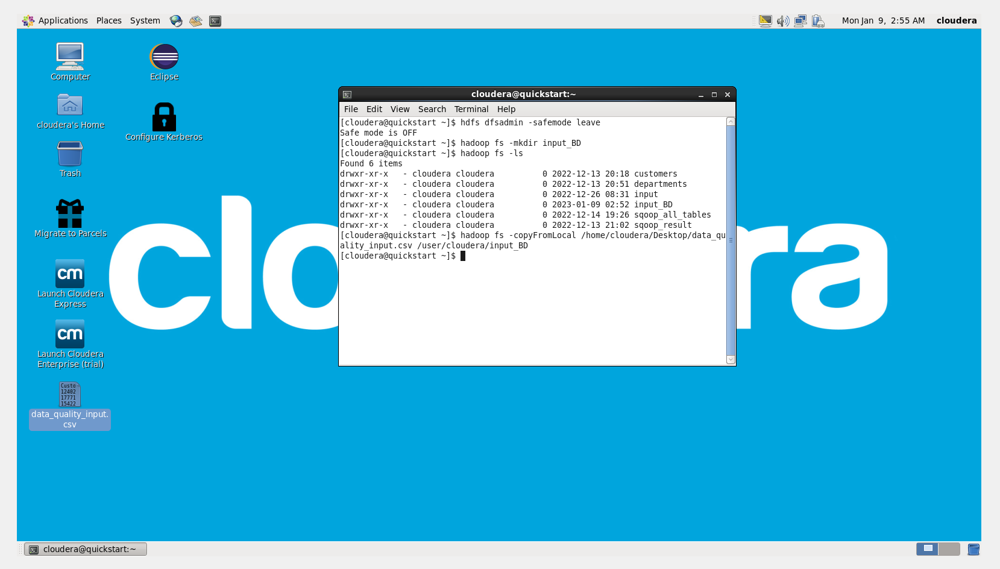 Applications Places System
Mon Jan 9, 2:55 AM cloudera
Computer
Eclipse
cloudera's Home
Configure Kerberos
Trash
Migrate to Parcels
cm
Launch Cloudera
Express
cm
Launch Cloudera
Enterprise (trial)
Custo
12402
17771
15422
data_quality_input.
csv
clo ra
cloudera@quickstart:~
File Edit View Search Terminal Help
[cloudera@quickstart ~]$ hdfs dfsadmin -safemode leave
Safe mode is OFF
[cloudera@quickstart ~]$ hadoop fs -mkdir input_BD
[cloudera@quickstart ~]$ hadoop fs -ls
Found 6 items
drwxr-xr-x   - cloudera cloudera          0 2022-12-13 20:18 customers
drwxr-xr-x   - cloudera cloudera          0 2022-12-13 20:51 departments
drwxr-xr-x   - cloudera cloudera          0 2022-12-26 08:31 input
drwxr-xr-x   - cloudera cloudera          0 2023-01-09 02:52 input_BD
drwxr-xr-x   - cloudera cloudera          0 2022-12-14 19:26 sqoop_all_tables
drwxr-xr-x   - cloudera cloudera          0 2022-12-13 21:02 sqoop_result
[cloudera@quickstart ~]$ hadoop fs -copyFromLocal /home/cloudera/Desktop/data_qu
ality_input.csv /user/cloudera/input_BD
[cloudera@quickstart ~]$
cloudera@quickstart:~